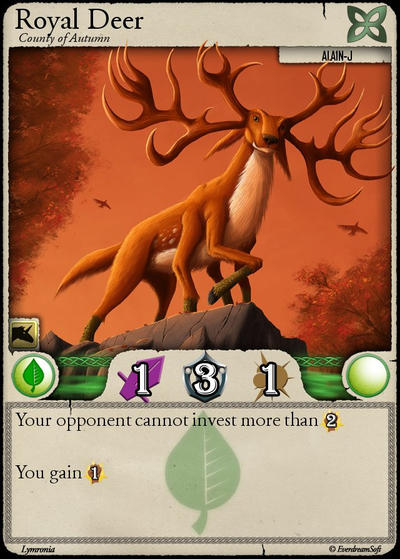 Royal Deer
County of Autumn
ALAIN-J
1 3 1
Your opponent cannot invest more than 2
You gain 1
Lymronia © EverdreamSoft